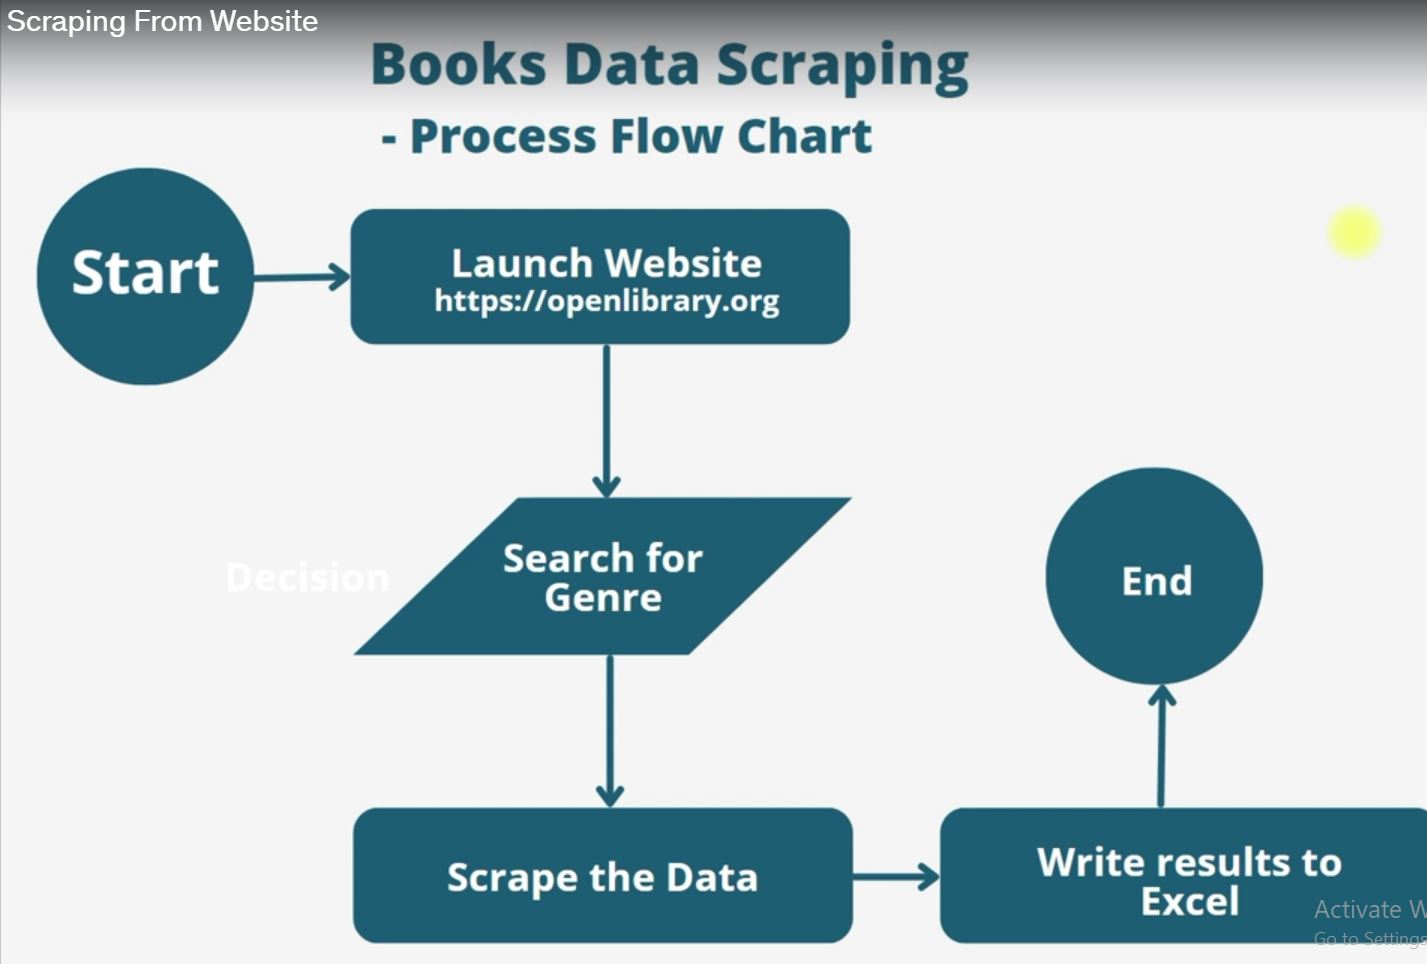 Scraping From Website
Books Data Scraping
- Process Flow Chart
Start
Launch Website
https://openlibrary.org
Decision
Search for
Genre
End
Scrape the Data
Write results to
Excel
Activate W
Go to Settings